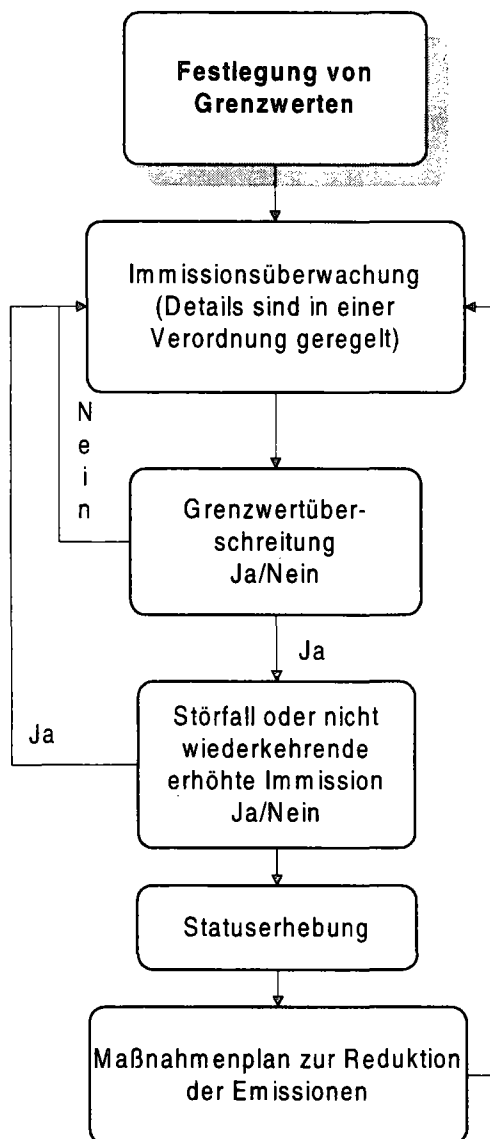 Festlegung von
Grenzwerten
Immissionsüberwachung
(Details sind in einer
Verordnung geregelt)
Nein
Grenzwertüber-
schreitung
Ja/Nein
Ja
Störfall oder nicht
wiederkehrende
erhöhte Immission
Ja/Nein
Ja
Statuserhebung
Maßnahmenplan zur Reduktion
der Emissionen